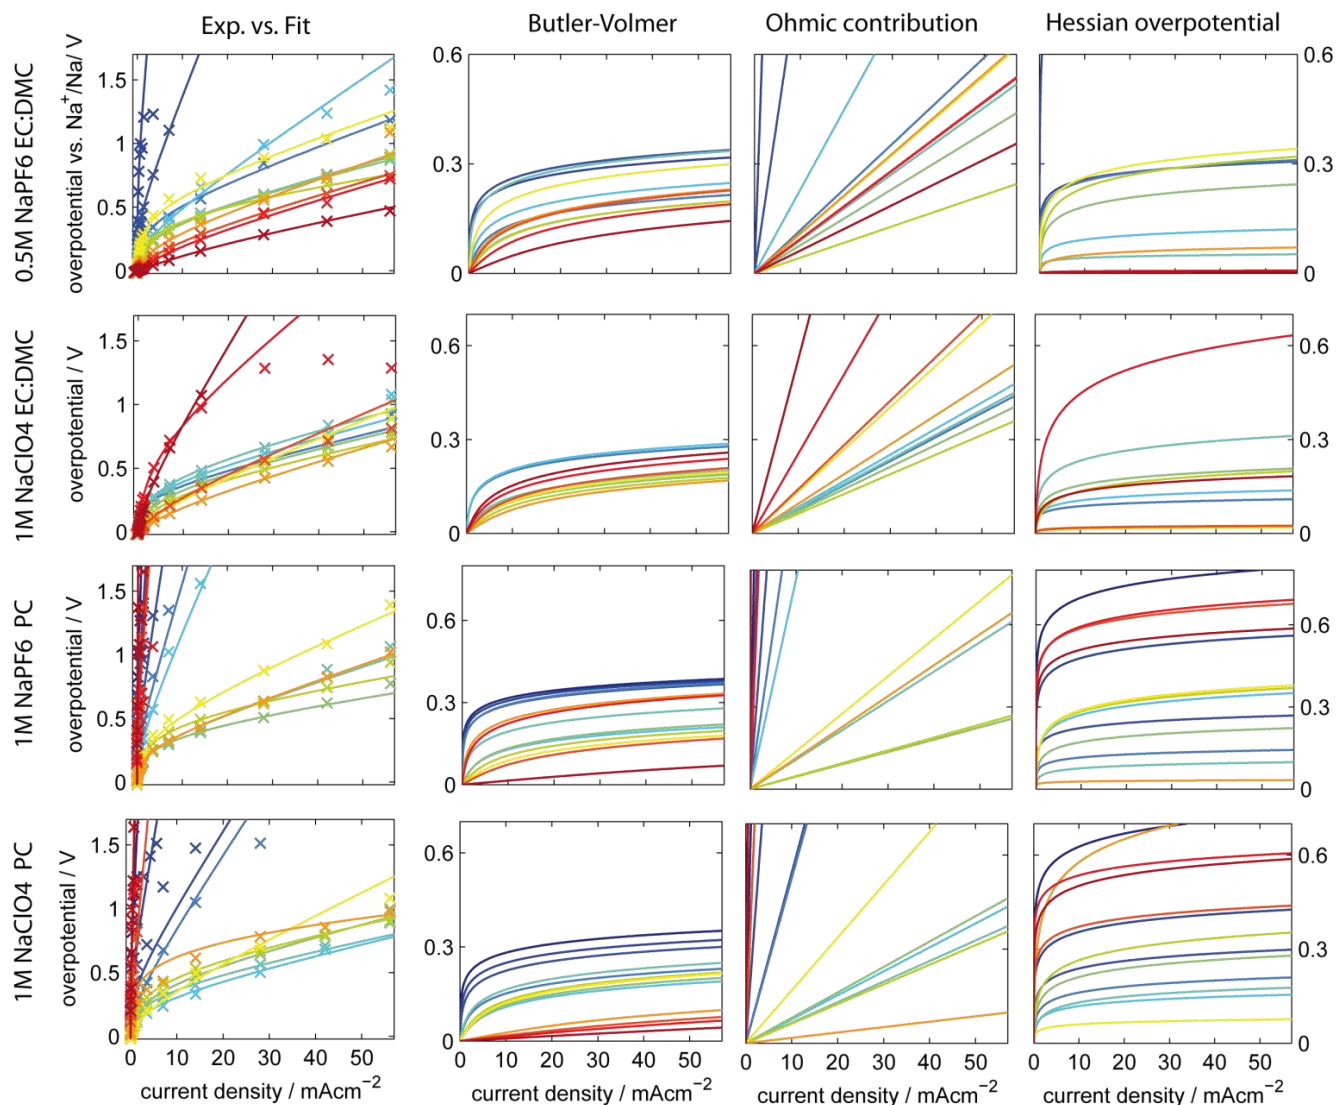 Exp. vs. Fit
Butler-Volmer
Ohmic contribution
Hessian overpotential
0.5M NaPF6 EC:DMC
overpotential vs. Na⁺/Na/ V
1.5
1
0.5
0
0.6
0.3
0
0.6
0.3
0
1M NaClO4 EC:DMC
overpotential / V
1.5
1
0.5
0
0.6
0.3
0
0.6
0.3
0
1M NaPF6 PC
overpotential / V
1.5
1
0.5
0
0.6
0.3
0
0.6
0.3
0
1M NaClO4 PC
overpotential / V
1.5
1
0.5
0
0.6
0.3
0
0.6
0.3
0
0 10 20 30 40 50
0 10 20 30 40 50
0 10 20 30 40 50
0 10 20 30 40 50
current density / mAcm⁻²
current density / mAcm⁻²
current density / mAcm⁻²
current density / mAcm⁻²